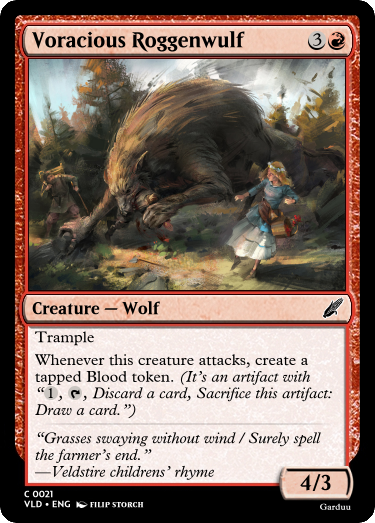 Voracious Roggenwulf 3
Creature — Wolf
Trample
Whenever this creature attacks, create a
tapped Blood token. (It's an artifact with
“1, , Discard a card, Sacrifice this artifact:
Draw a card.”)
“Grasses swaying without wind / Surely spell
the farmer's end.”
—Veldstire childrens' rhyme
4/3
C 0021
VLD • ENG FILIP STORCH
Garduu